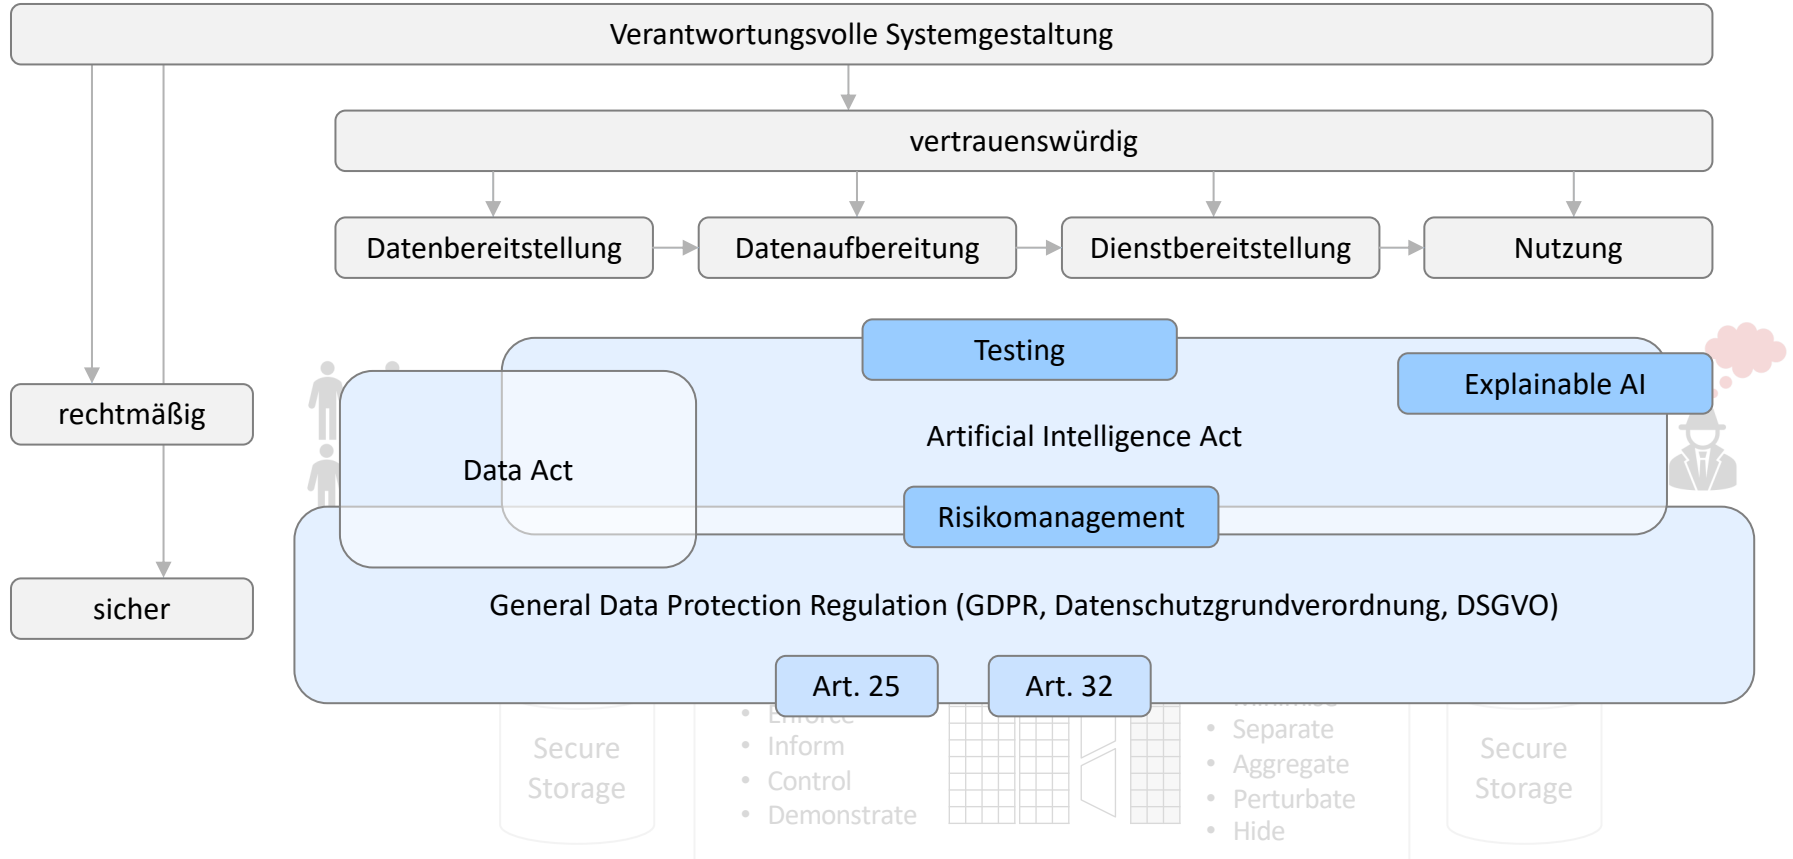 Verantwortungsvolle Systemgestaltung
vertrauenswürdig
Datenbereitstellung
Datenaufbereitung
Dienstbereitstellung
Nutzung
Testing
Explainable AI
rechtmäßig
Artificial Intelligence Act
Data Act
Risikomanagement
sicher
General Data Protection Regulation (GDPR, Datenschutzgrundverordnung, DSGVO)
Art. 25
Art. 32
Secure
Storage
• Enforce
• Inform
• Control
• Demonstrate
Minimise
• Separate
• Aggregate
• Perturbate
• Hide
Secure
Storage